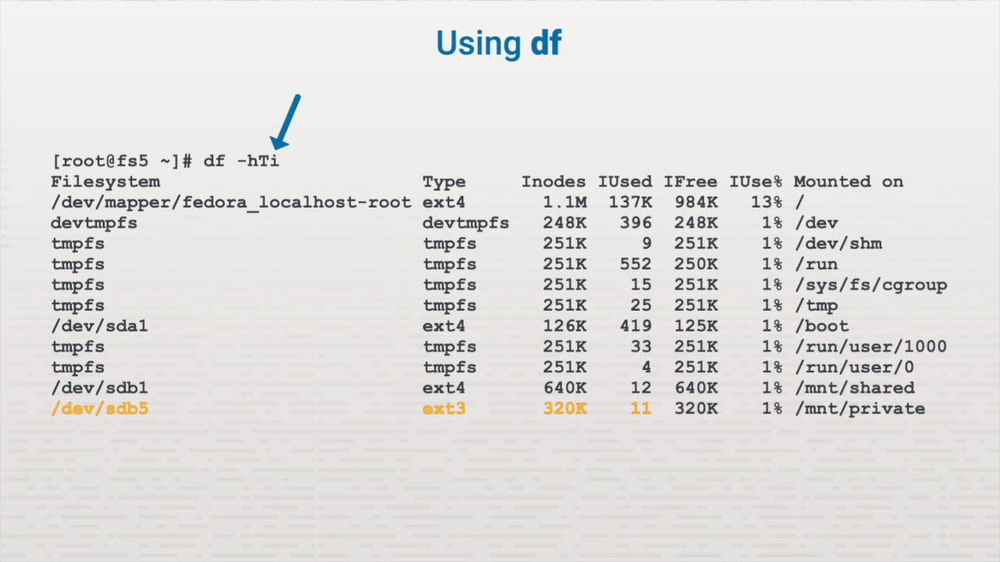 Using df
[root@fs5 ~]# df -hTi
Filesystem Type Inodes IUsed IFree IUse% Mounted on
/dev/mapper/fedora_localhost-root ext4 1.1M 137K 984K 13% /
devtmpfs devtmpfs 248K 396 248K 1% /dev
tmpfs tmpfs 251K 9 251K 1% /dev/shm
tmpfs tmpfs 251K 552 250K 1% /run
tmpfs tmpfs 251K 15 251K 1% /sys/fs/cgroup
tmpfs tmpfs 251K 25 251K 1% /tmp
/dev/sda1 ext4 126K 419 125K 1% /boot
tmpfs tmpfs 251K 33 251K 1% /run/user/1000
tmpfs tmpfs 251K 4 251K 1% /run/user/0
/dev/sdb1 ext4 640K 12 640K 1% /mnt/shared
/dev/sdb5 ext3 320K 11 320K 1% /mnt/private